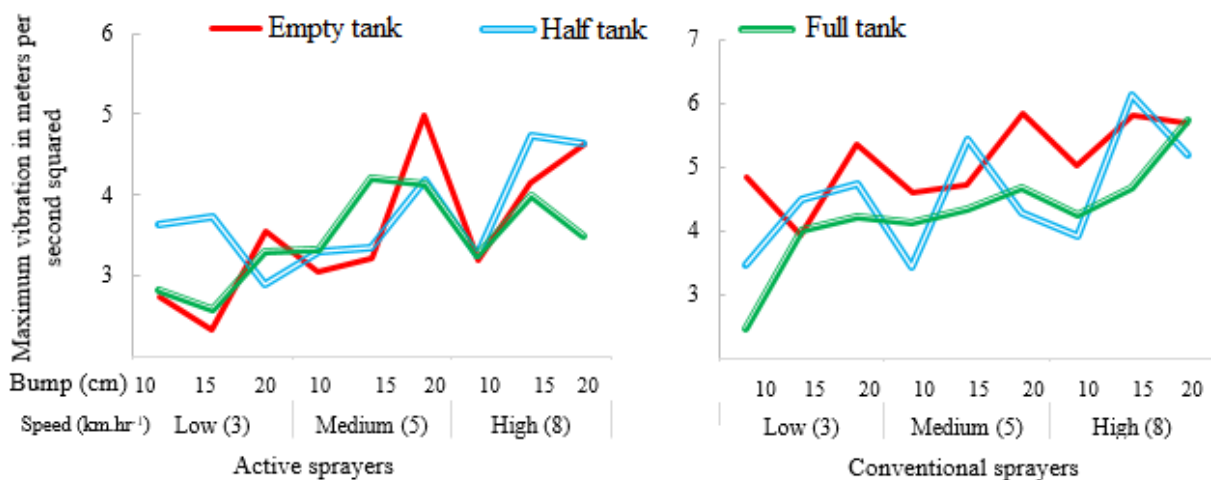 Empty tank Half tank Full tank
Maximum vibration in meters per
second squared
6
5
4
3
7
6
5
4
3
Bump (cm) 10 15 20 10 15 20 10 15 20
10 15 20 10 15 20 10 15 20
Speed (km.hr⁻¹) Low (3) Medium (5) High (8)
Low (3) Medium (5) High (8)
Active sprayers
Conventional sprayers